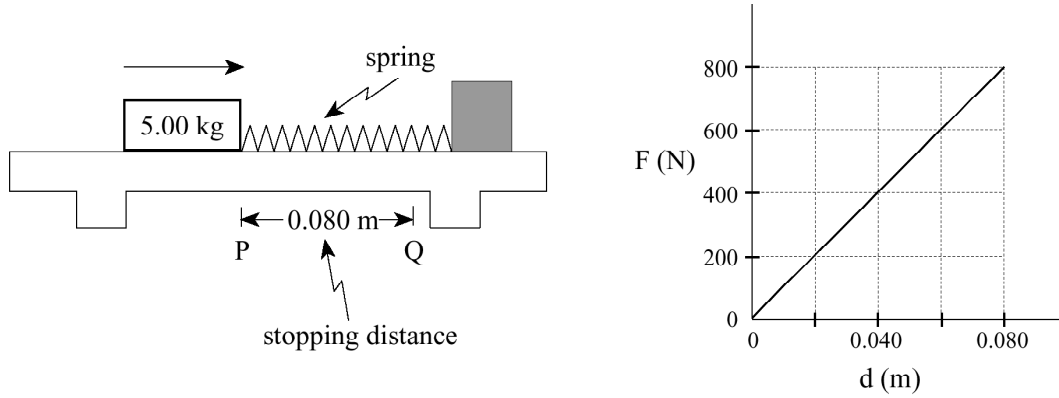 spring
5.00 kg
0.080 m
P Q
stopping distance
800
600
F (N)
400
200
0
0 0.040 0.080
d (m)